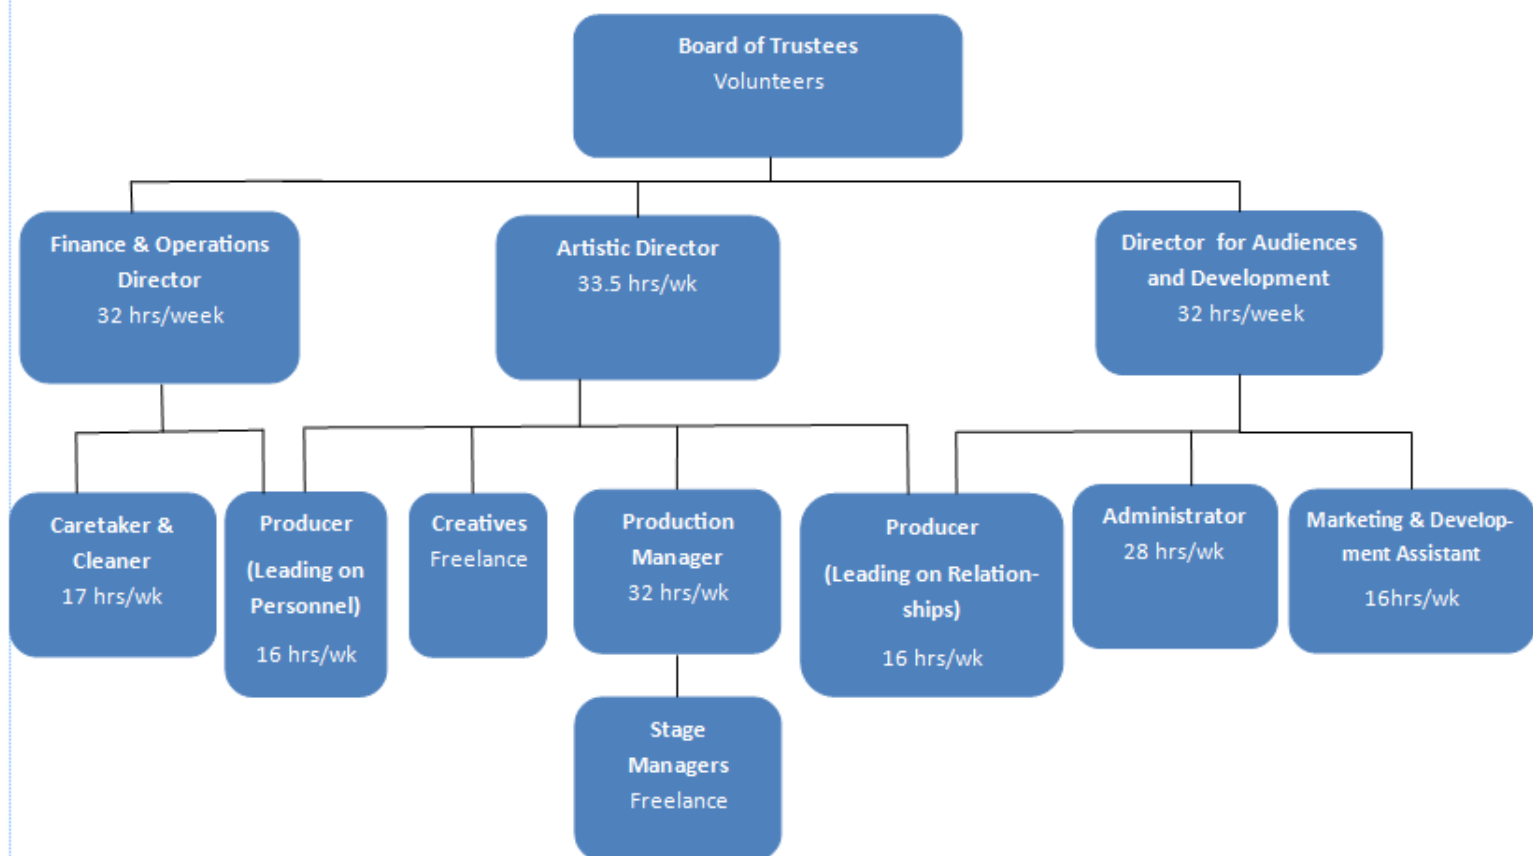 Board of Trustees
Volunteers
Finance & Operations
Director
32 hrs/week
Artistic Director
33.5 hrs/wk
Director  for Audiences
and Development
32 hrs/week
Caretaker &
Cleaner
17 hrs/wk
Producer
(Leading on
Personnel)
16 hrs/wk
Creatives
Freelance
Production
Manager
32 hrs/wk
Producer
(Leading on Relation-
ships)
16 hrs/wk
Administrator
28 hrs/wk
Marketing & Develop-
ment Assistant
16hrs/wk
Stage
Managers
Freelance